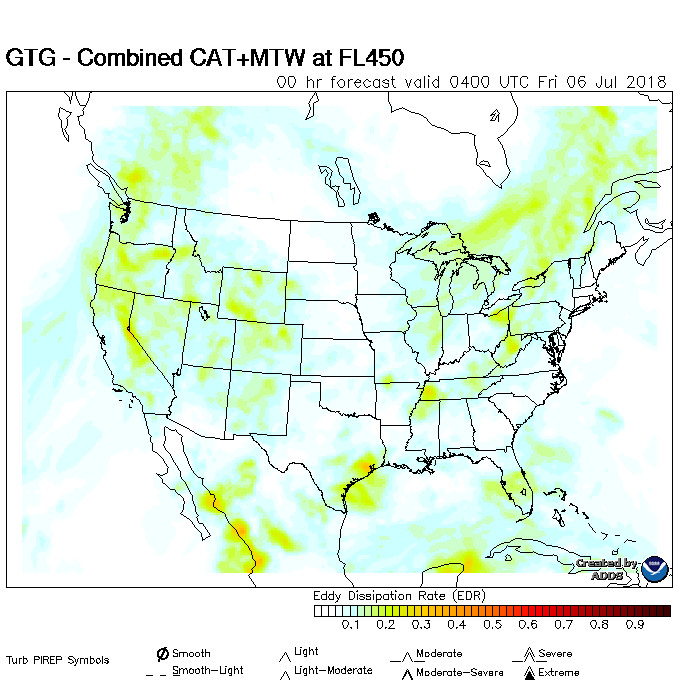 GTG - Combined CAT+MTW at FL450
00 hr forecast valid 0400 UTC Fri 06 Jul 2018
Created by
ADDS
Eddy Dissipation Rate (EDR)
0.1 0.2 0.3 0.4 0.5 0.6 0.7 0.8 0.9
Turb PIREP Symbols
Smooth Light Moderate Severe
Smooth-Light Light-Moderate Moderate-Severe Extreme